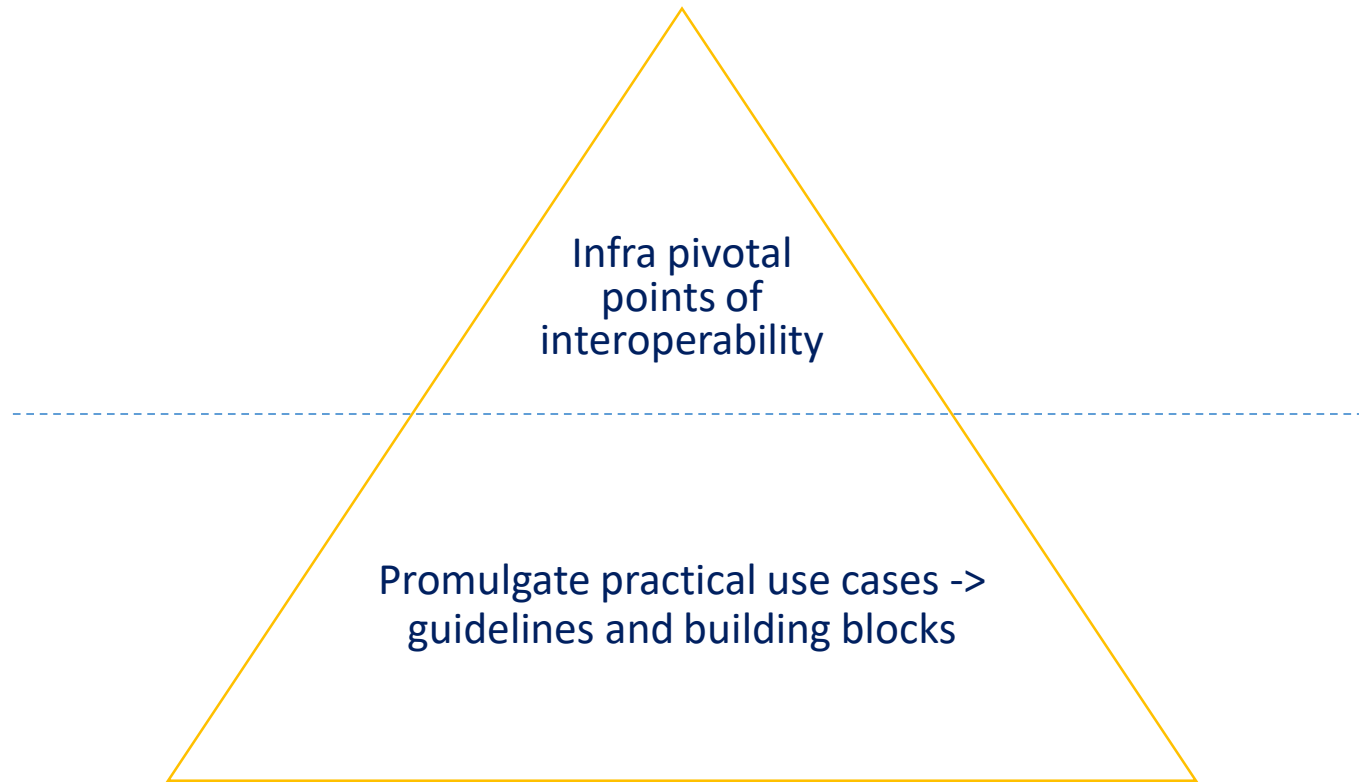 Infra pivotal
points of
interoperability
Promulgate practical use cases ->
guidelines and building blocks